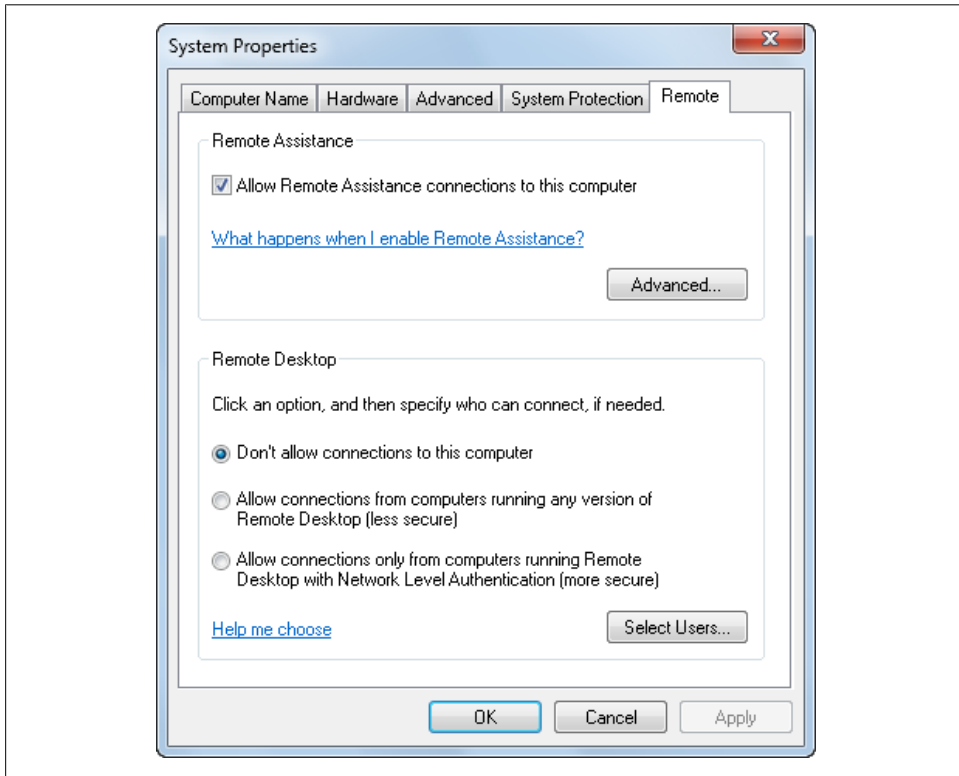 System Properties
Computer Name Hardware Advanced System Protection Remote
Remote Assistance
Allow Remote Assistance connections to this computer
What happens when I enable Remote Assistance?
Advanced...
Remote Desktop
Click an option, and then specify who can connect, if needed.
Don't allow connections to this computer
Allow connections from computers running any version of
Remote Desktop (less secure)
Allow connections only from computers running Remote
Desktop with Network Level Authentication (more secure)
Help me choose
Select Users...
OK Cancel Apply